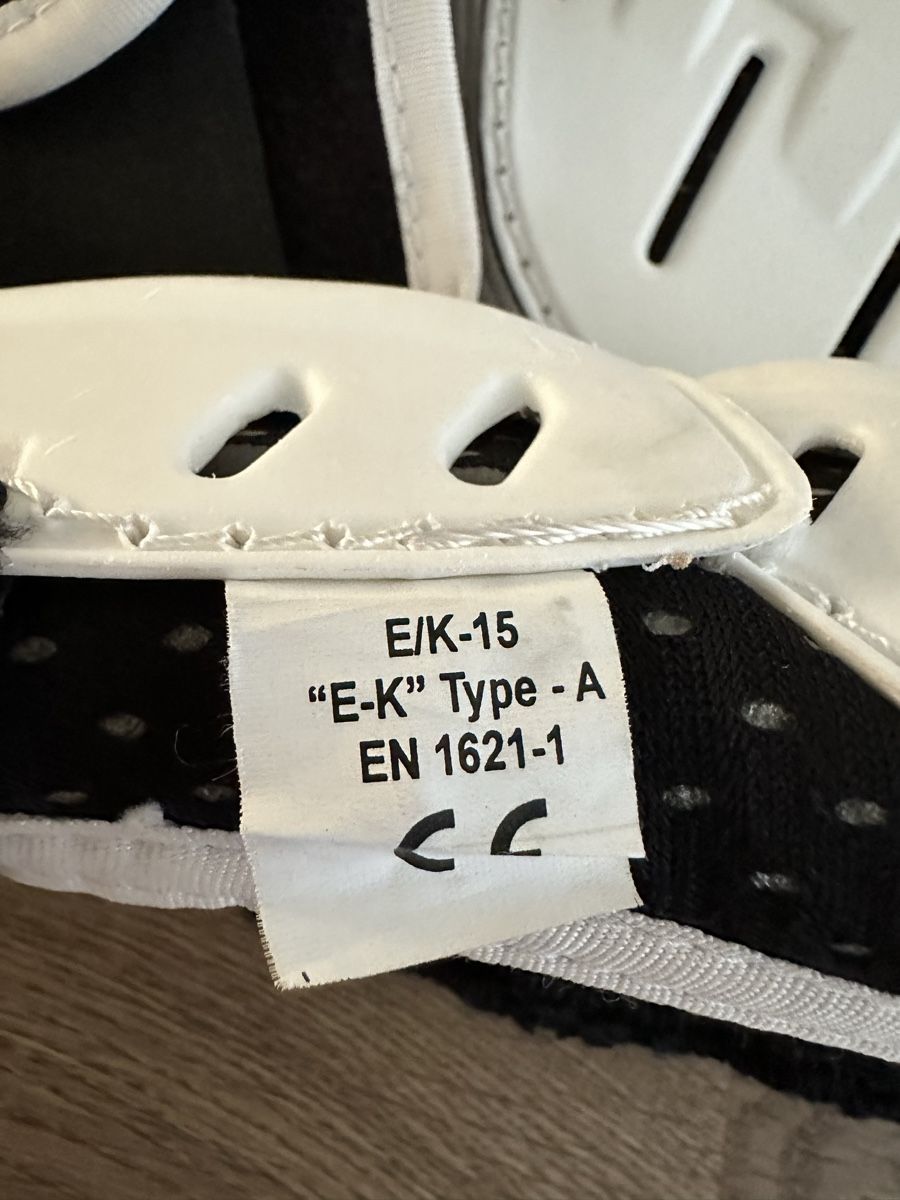 E/K-15
“E-K” Type - A
EN 1621-1
CE